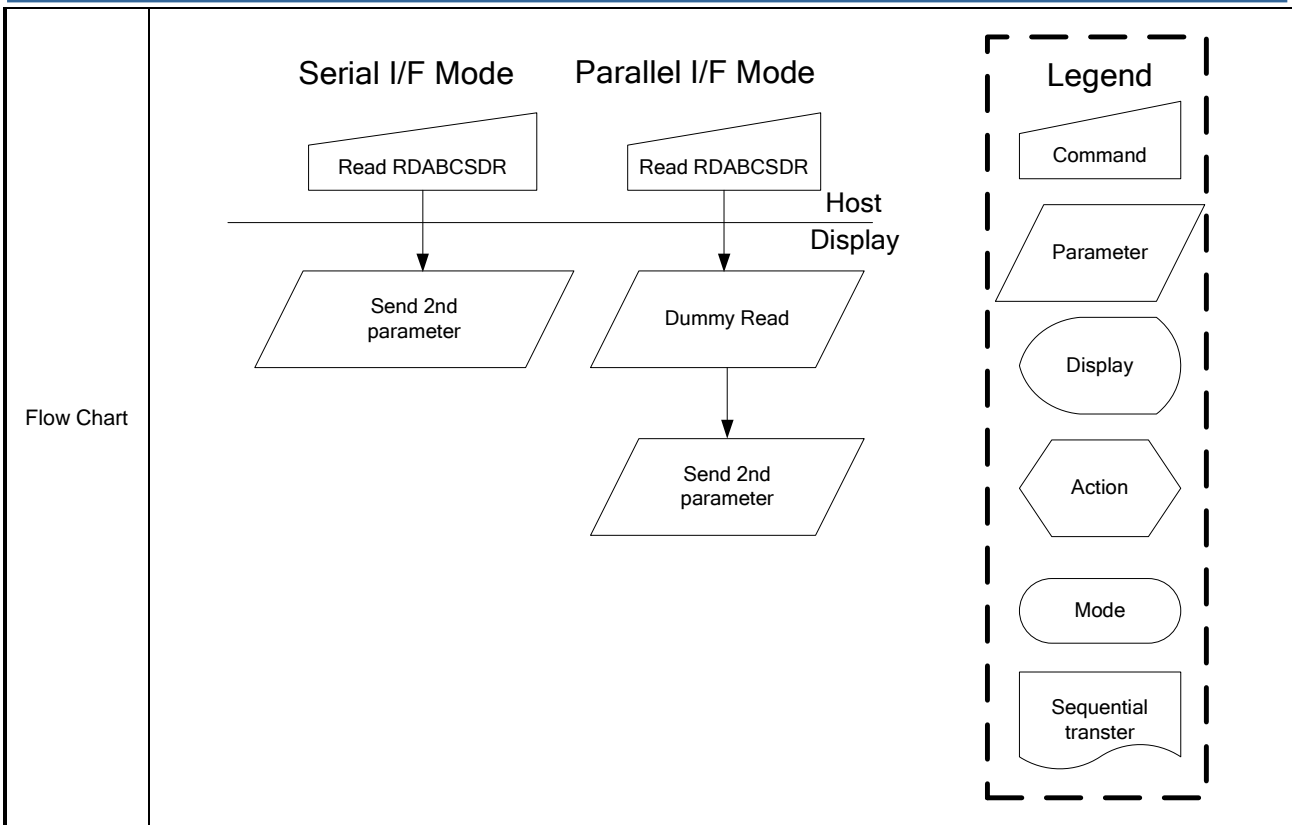 Flow Chart
Serial I/F Mode
Parallel I/F Mode
Read RDABCSDR
Read RDABCSDR
Host
Display
Send 2nd
parameter
Dummy Read
Send 2nd
parameter
Legend
Command
Parameter
Display
Action
Mode
Sequential
transter